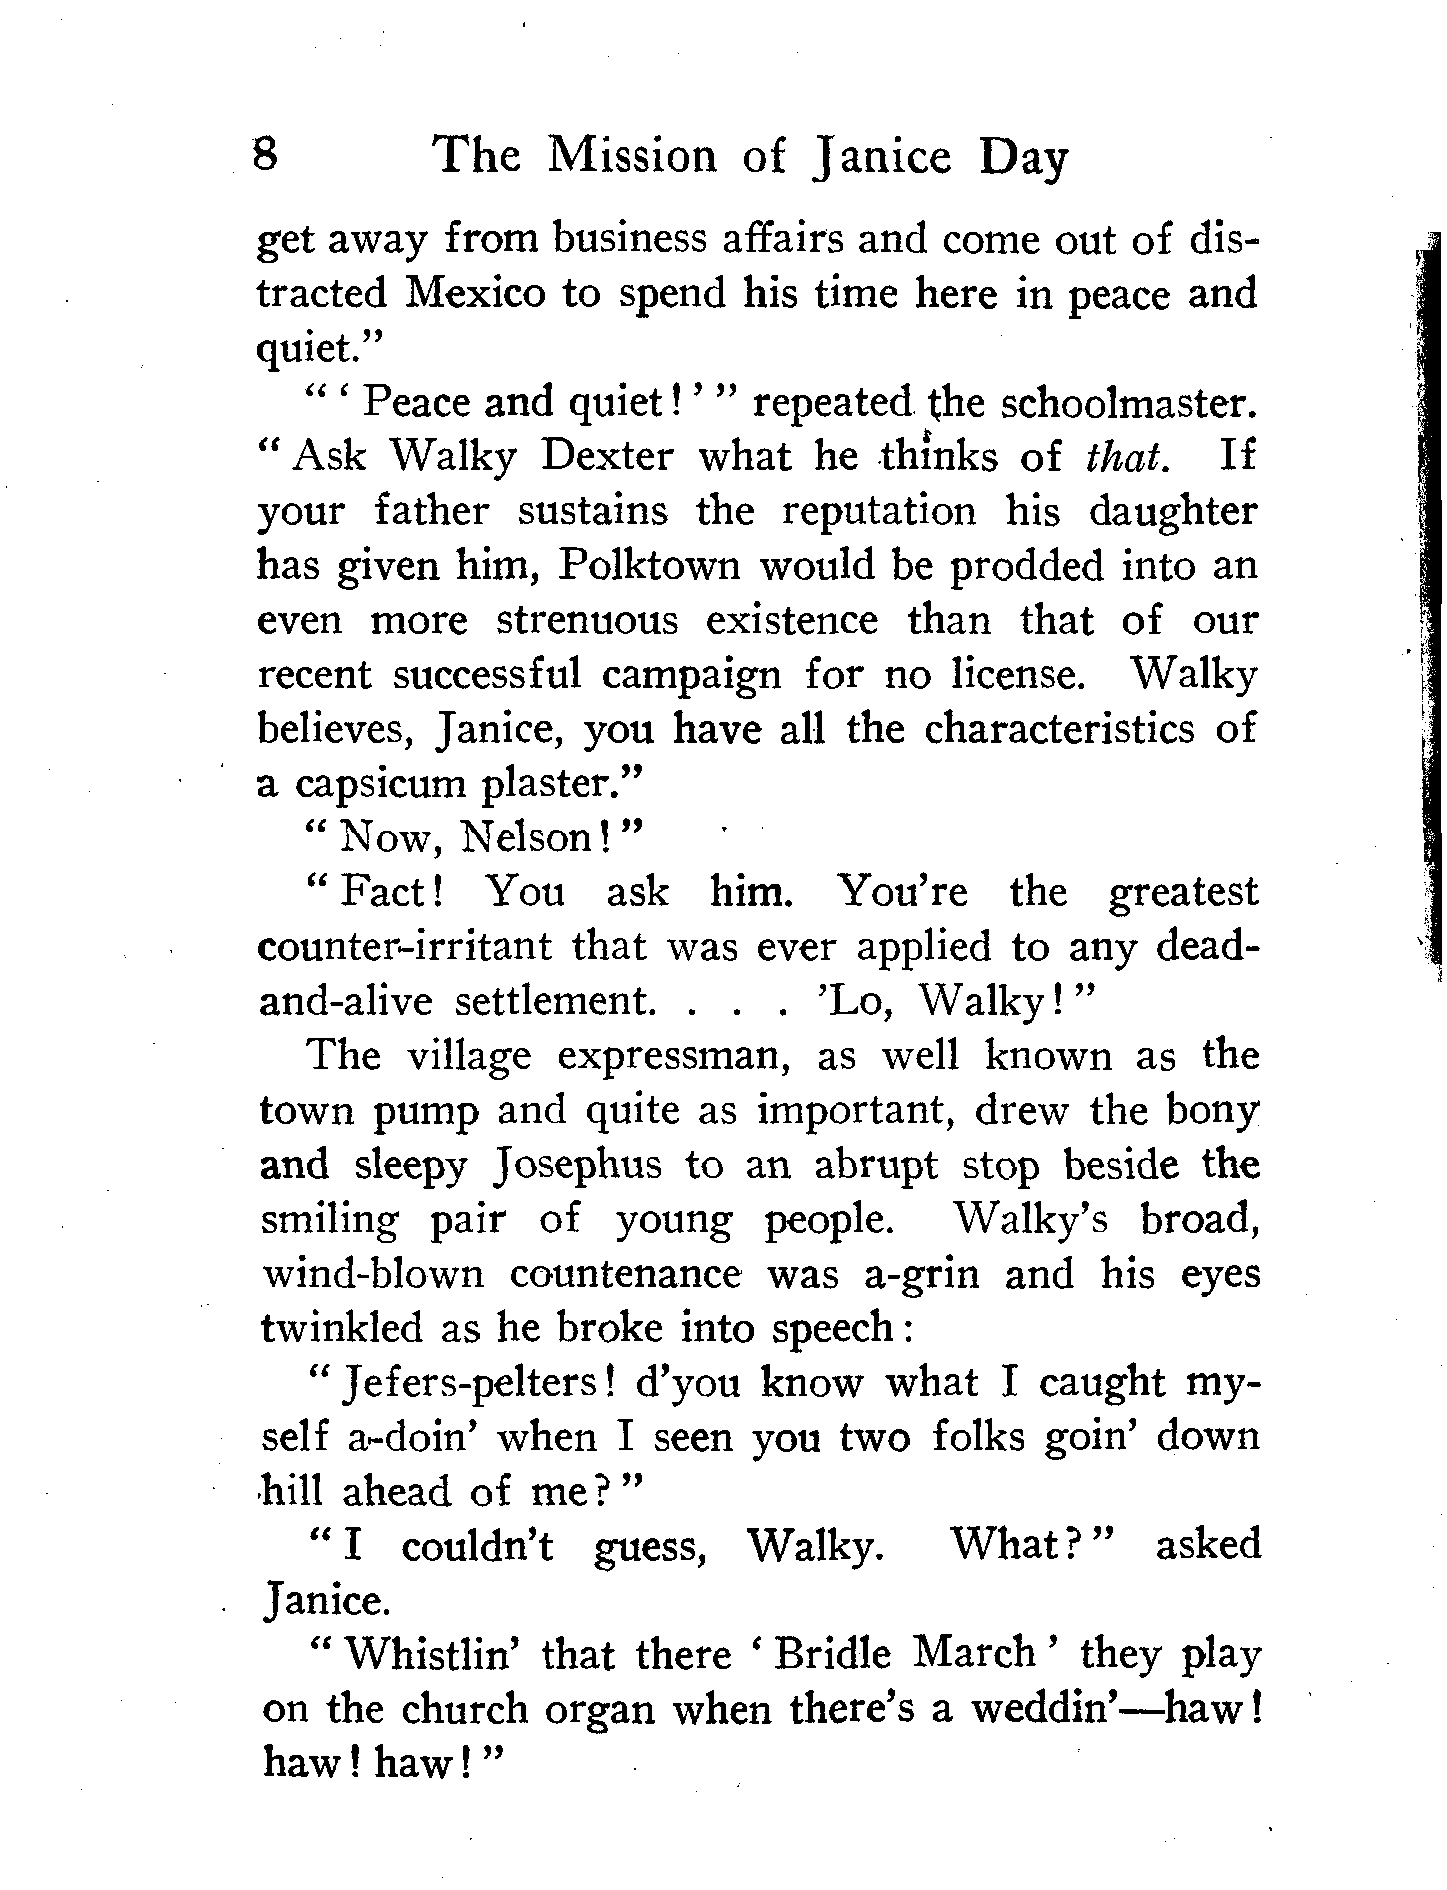 8 The Mission of Janice Day
get away from business affairs and come out of dis-
tracted Mexico to spend his time here in peace and
quiet.”
“ ‘ Peace and quiet! ’ ” repeated the schoolmaster.
“ Ask Walky Dexter what he thinks of that. If
your father sustains the reputation his daughter
has given him, Polktown would be prodded into an
even more strenuous existence than that of our
recent successful campaign for no license. Walky
believes, Janice, you have all the characteristics of
a capsicum plaster.”
“ Now, Nelson! ”
“ Fact! You ask him. You’re the greatest
counter-irritant that was ever applied to any dead-
and-alive settlement. . . . ’Lo, Walky! ”
The village expressman, as well known as the
town pump and quite as important, drew the bony
and sleepy Josephus to an abrupt stop beside the
smiling pair of young people. Walky’s broad,
wind-blown countenance was a-grin and his eyes
twinkled as he broke into speech:
“ Jefers-pelters! d’you know what I caught my-
self a-doin’ when I seen you two folks goin’ down
hill ahead of me? ”
“ I couldn’t guess, Walky. What? ” asked
Janice.
“ Whistlin’ that there ‘ Bridle March ’ they play
on the church organ when there’s a weddin’—haw!
haw! haw! ”